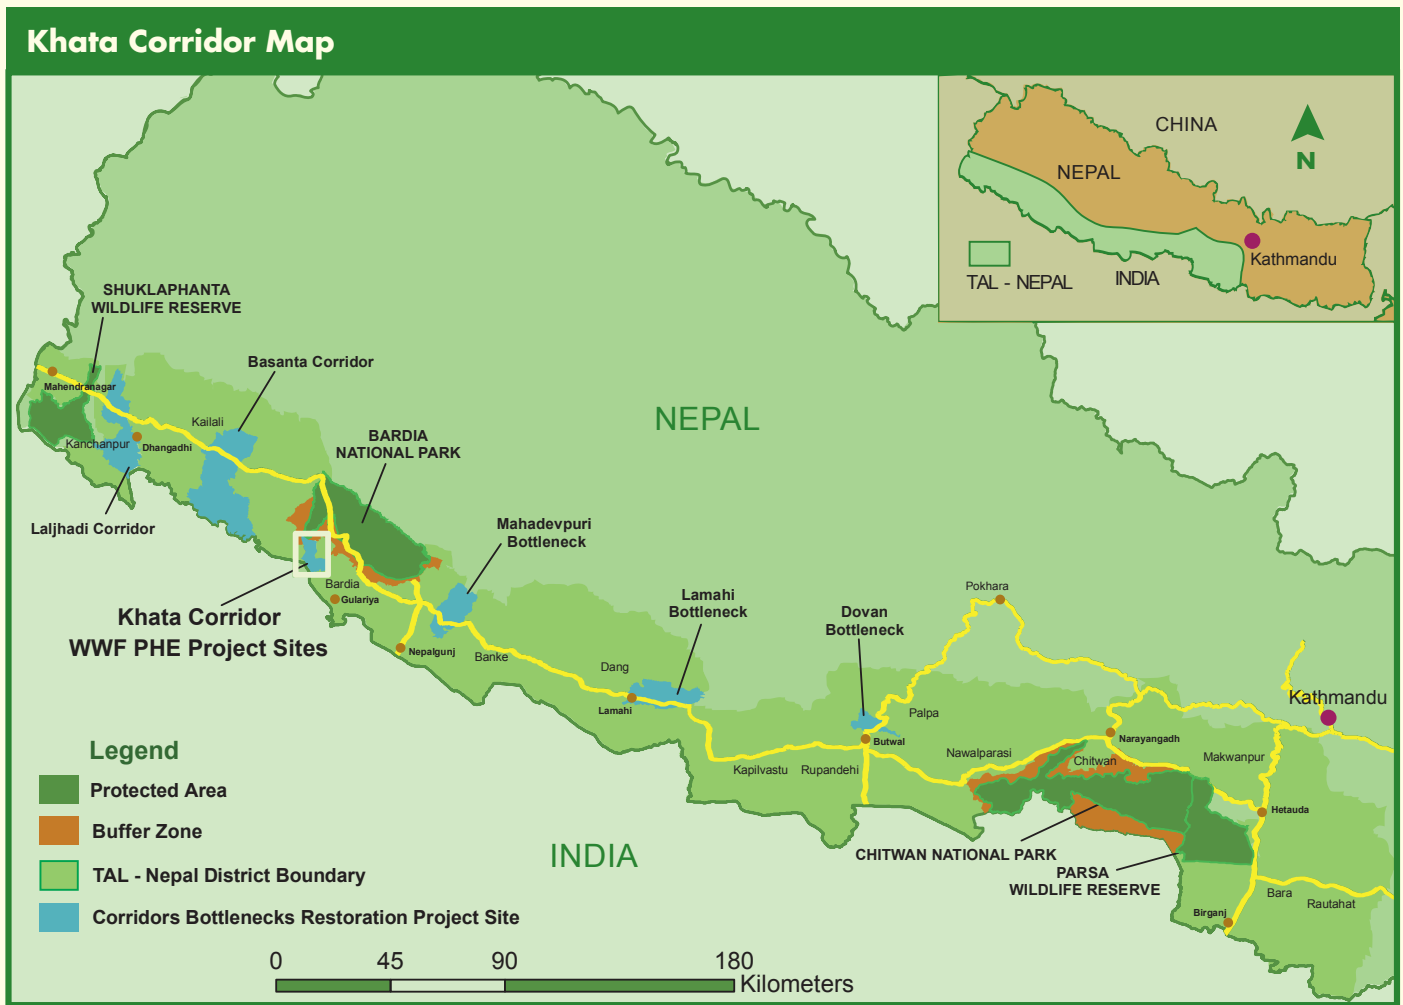 Khata Corridor Map
CHINA
N
NEPAL
Kathmandu
TAL - NEPAL
INDIA
SHUKLAPHANTA
WILDLIFE RESERVE
Basanta Corridor
Mahendranagar
Kailali
Kanchanpur
Dhangadhi
BARDIA
NATIONAL PARK
NEPAL
Laljhadi Corridor
Mahadevpuri
Bottleneck
Bardia
Gulariya
Khata Corridor
WWF PHE Project Sites
Nepalgunj
Banke
Lamahi
Bottleneck
Dovan
Bottleneck
Pokhara
Dang
Lamahi
Palpa
Butwal
Kathmandu
Narayangadh
Nawalparasi
Chitwan
Makwanpur
Kapilvastu
Rupandehi
Hetauda
INDIA
CHITWAN NATIONAL PARK
PARSA
WILDLIFE RESERVE
Bara
Rautahat
Birganj
Legend
Protected Area
Buffer Zone
TAL - Nepal District Boundary
Corridors Bottlenecks Restoration Project Site
0 45 90 180
Kilometers